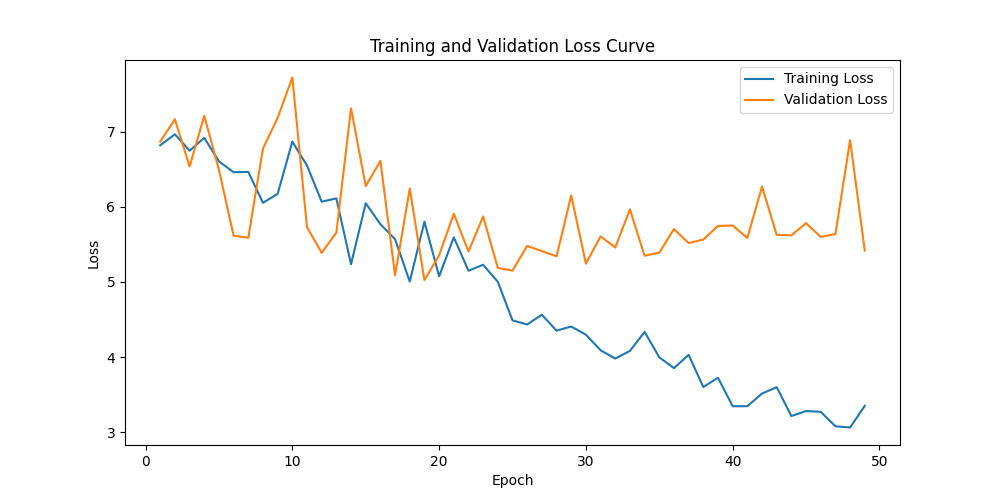 Training and Validation Loss Curve
Training Loss
Validation Loss
7
6
5
4
3
Loss
0 10 20 30 40 50
Epoch